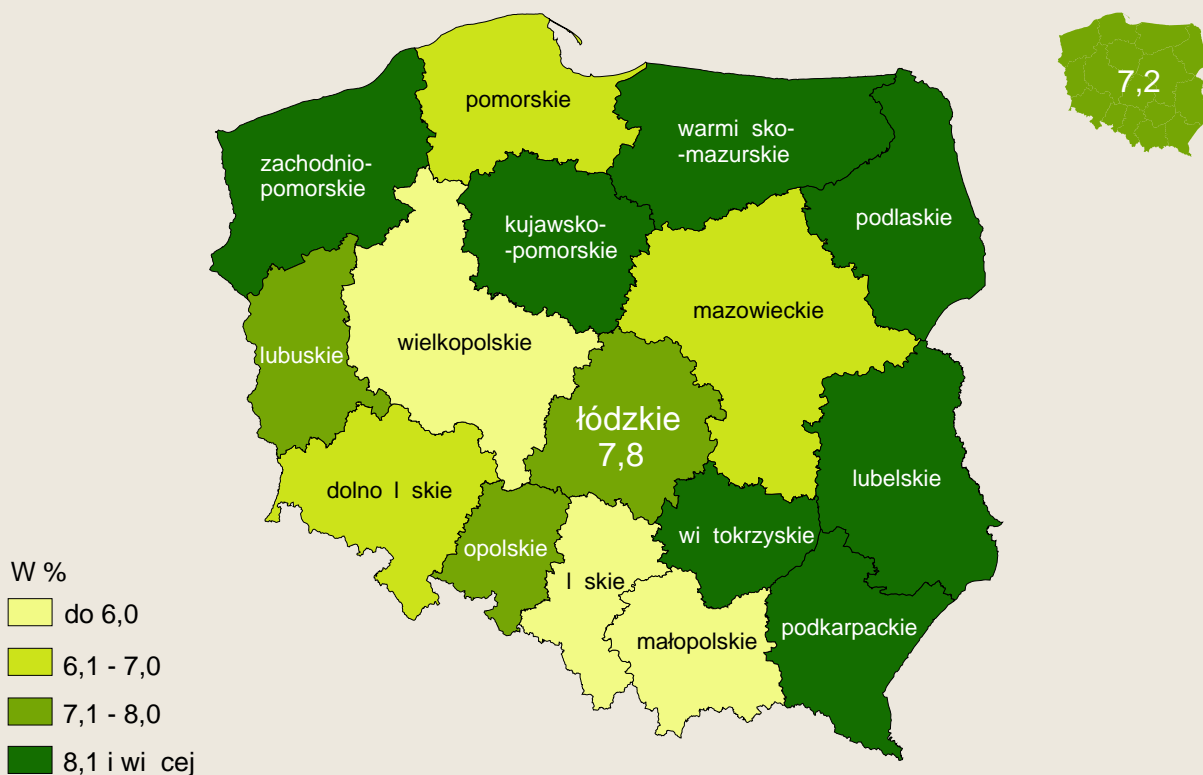 pomorskie
7,2
warmi sko-
-mazurskie
zachodnio-
pomorskie
podlaskie
kujawsko-
-pomorskie
mazowieckie
wielkopolskie
lubuskie
łódzkie
7,8
lubelskie
dolno l skie
wi tokrzyskie
opolskie
l skie
podkarpackie
małopolskie
W %
do 6,0
6,1 - 7,0
7,1 - 8,0
8,1 i wi cej